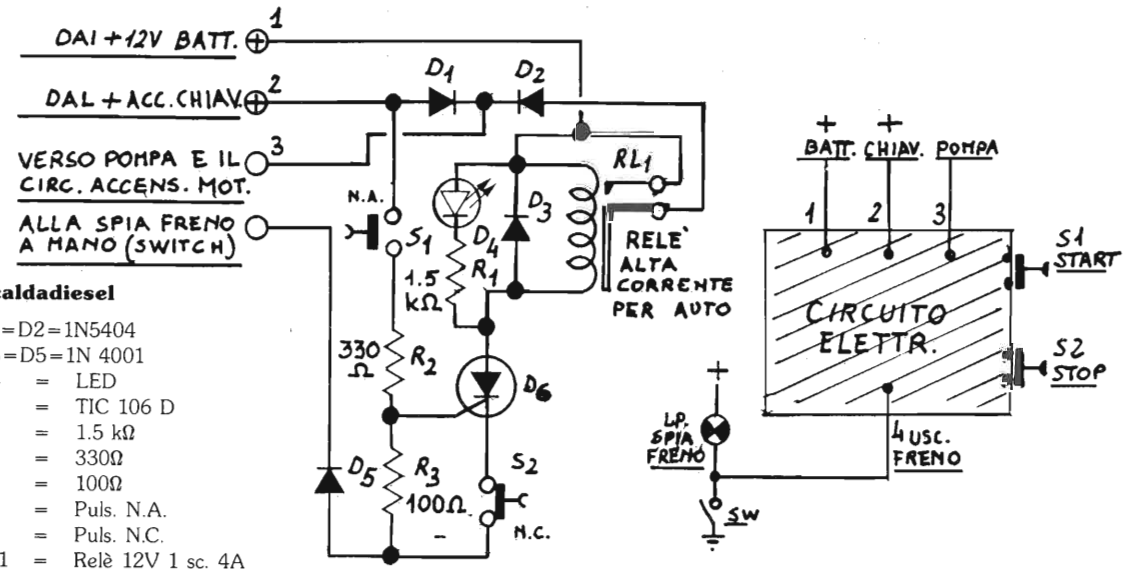 DAI +12V BATT. 1
DAL + ACC. CHIAV. 2
VERSO POMPA E IL 3
CIRC. ACCENS. MOT.
ALLA SPIA FRENO
A MANO (SWITCH)
D1
D2
N.A.
S1
D4
D3
R1
1.5
kΩ
RL1
RELE'
ALTA
CORRENTE
PER AUTO
330
Ω
R2
D6
D5
R3
100Ω
S2
N.C.
-
caldadiesel
=D2=1N5404
=D5=1N 4001
= LED
= TIC 106 D
= 1.5 kΩ
= 330Ω
= 100Ω
= Puls. N.A.
= Puls. N.C.
1 = Relè 12V 1 sc. 4A
+ +
BATT. CHIAV. POMPA
1 2 3
CIRCUITO
ELETTR.
S1
START
S2
STOP
+
LP.
SPIA
FRENO
4 USC.
FRENO
SW